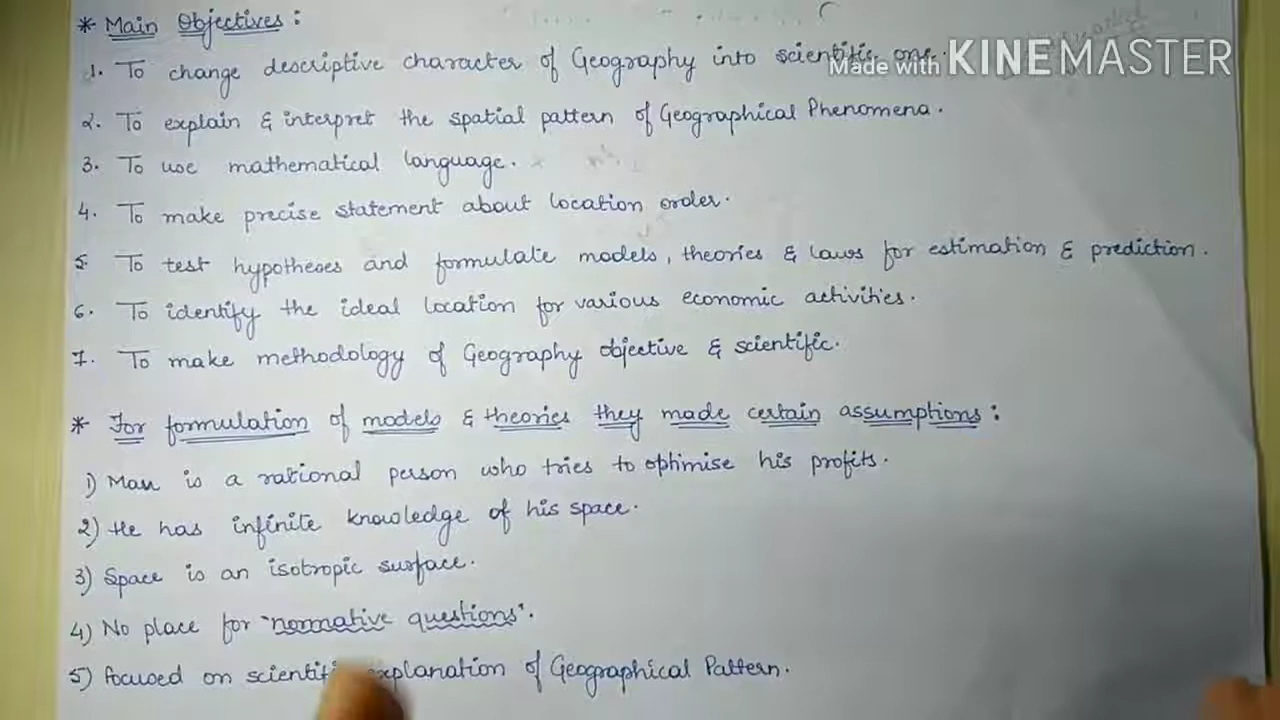 * Main Objectives :
1. To change descriptive character of Geography into scientific one.
Made with KINEMASTER
2. To explain & interpret the spatial pattern of Geographical Phenomena.
3. To use mathematical language.
4. To make precise statement about location order.
5 To test hypotheses and formulate models, theories & laws for estimation & prediction.
6. To identify the ideal location for various economic activities.
7. To make methodology of Geography objective & scientific.
* For formulation of models & theories they made certain assumptions :
1) Man is a rational person who tries to optimise his profits.
2) He has infinite knowledge of his space.
3) Space is an isotropic surface.
4) No place for "normative questions".
5) Focused on scientific explanation of Geographical Pattern.